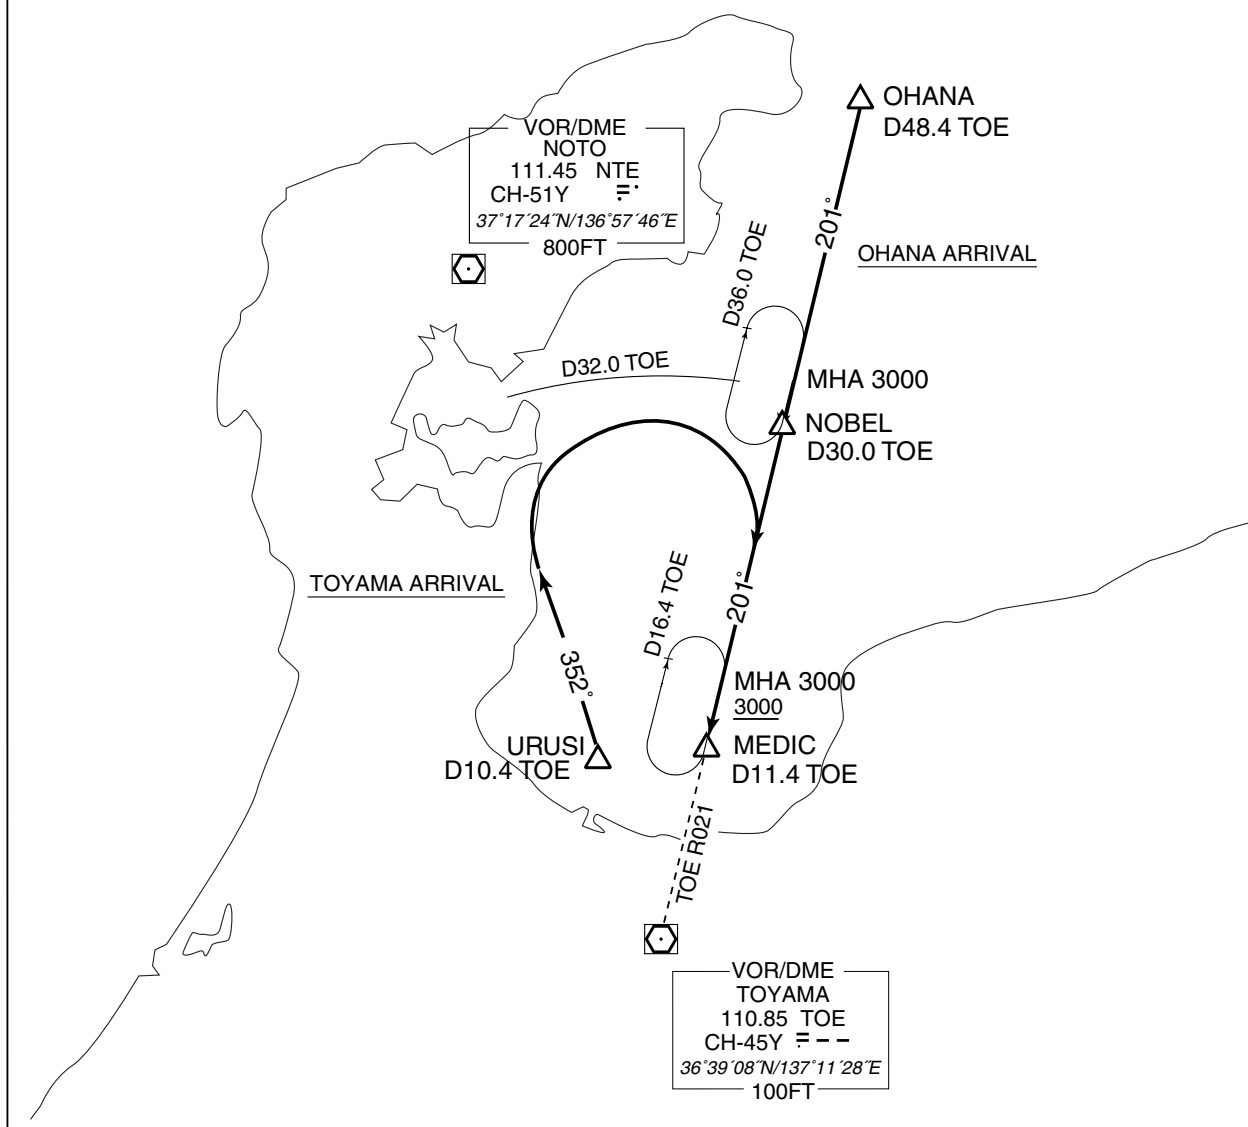 OHANA
D48.4 TOE
VOR/DME
NOTO
111.45 NTE
CH-51Y
37°17´24˝N/136°57´46˝E
800FT
201°
OHANA ARRIVAL
D36.0 TOE
D32.0 TOE
MHA 3000
NOBEL
D30.0 TOE
TOYAMA ARRIVAL
D16.4 TOE
201°
352°
MHA 3000
3000
URUSI
D10.4 TOE
MEDIC
D11.4 TOE
TOE R021
VOR/DME
TOYAMA
110.85 TOE
CH-45Y
36°39´08˝N/137°11´28˝E
100FT